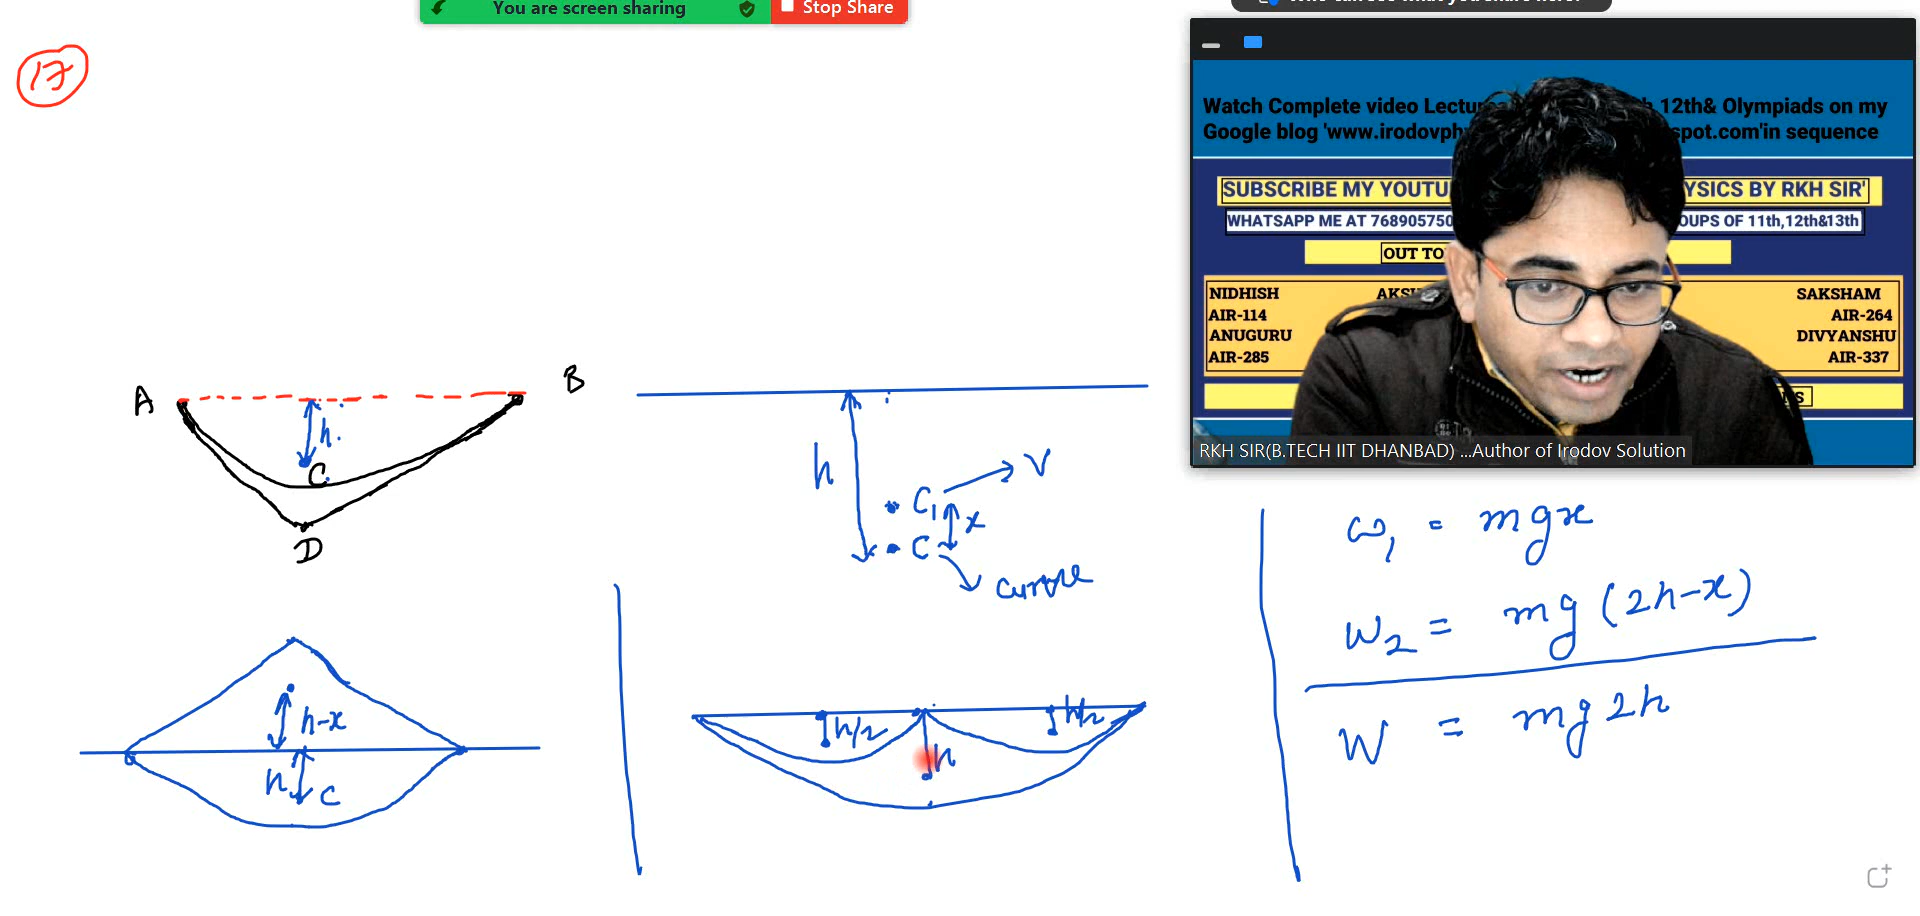 You are screen sharing
Stop Share
17
Watch Complete video 12th& Olympiads on my
Google blog 'www.irodovph spot.com'in sequence
SUBSCRIBE MY YOUTU YSICS BY RKH SIR'
WHATSAPP ME AT 768905750 OUPS OF 11th,12th&13th
OUT TO
NIDHISH
AIR-114
ANUGURU
AIR-285
SAKSHAM
AIR-264
DIVYANSHU
AIR-337
RKH SIR(B.TECH IIT DHANBAD) ...Author of Irodov Solution
A
B
h
C
D
h
C₁
V
x
C
curve
h-x
h
C
h/2
h/2
h
ω₁ = mgx
W₂ = mg (2h-x)
W = mg 2h